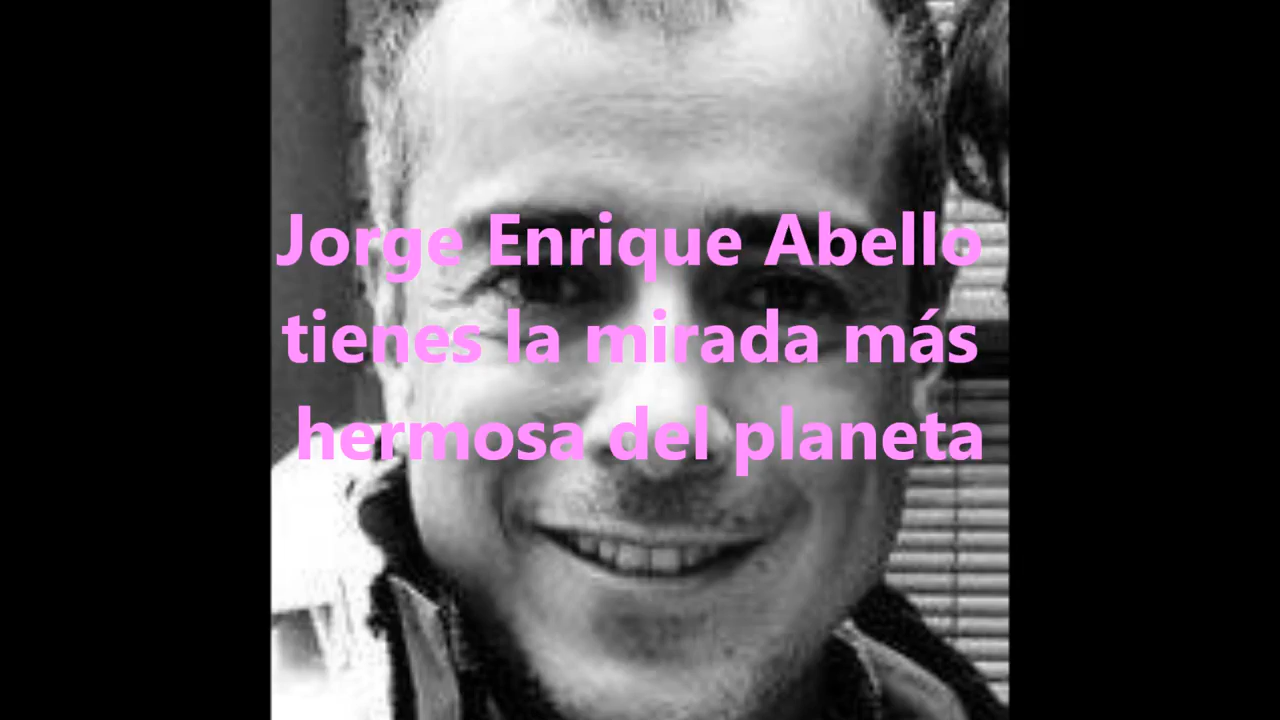 Jorge Enrique Abello
tienes la mirada más
hermosa del planeta